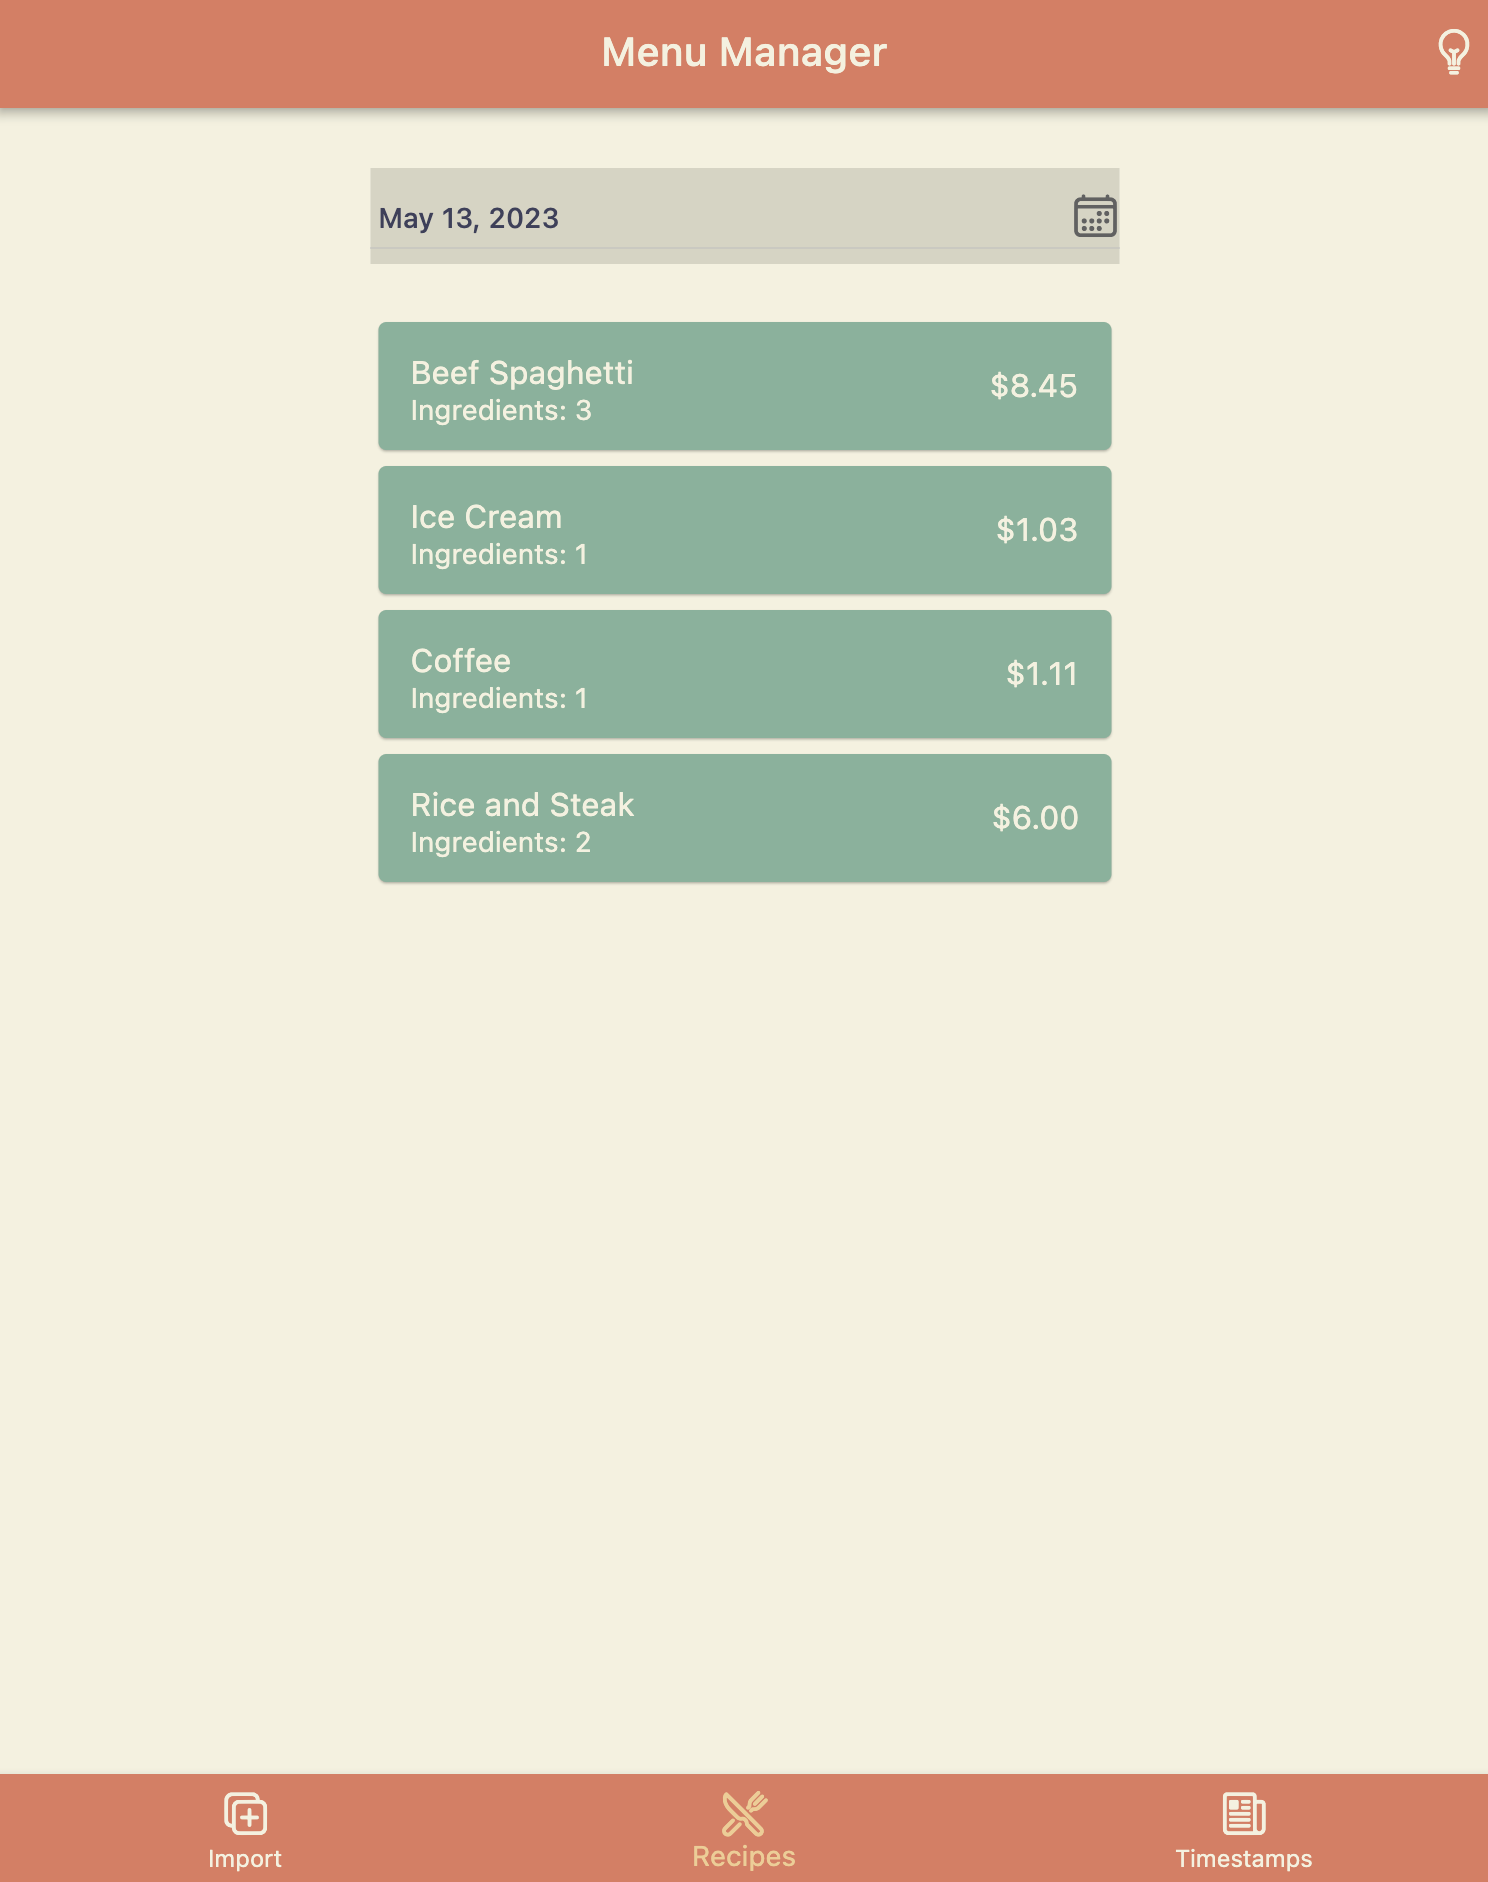 Menu Manager
May 13, 2023
Beef Spaghetti
Ingredients: 3
$8.45
Ice Cream
Ingredients: 1
$1.03
Coffee
Ingredients: 1
$1.11
Rice and Steak
Ingredients: 2
$6.00
Import
Recipes
Timestamps